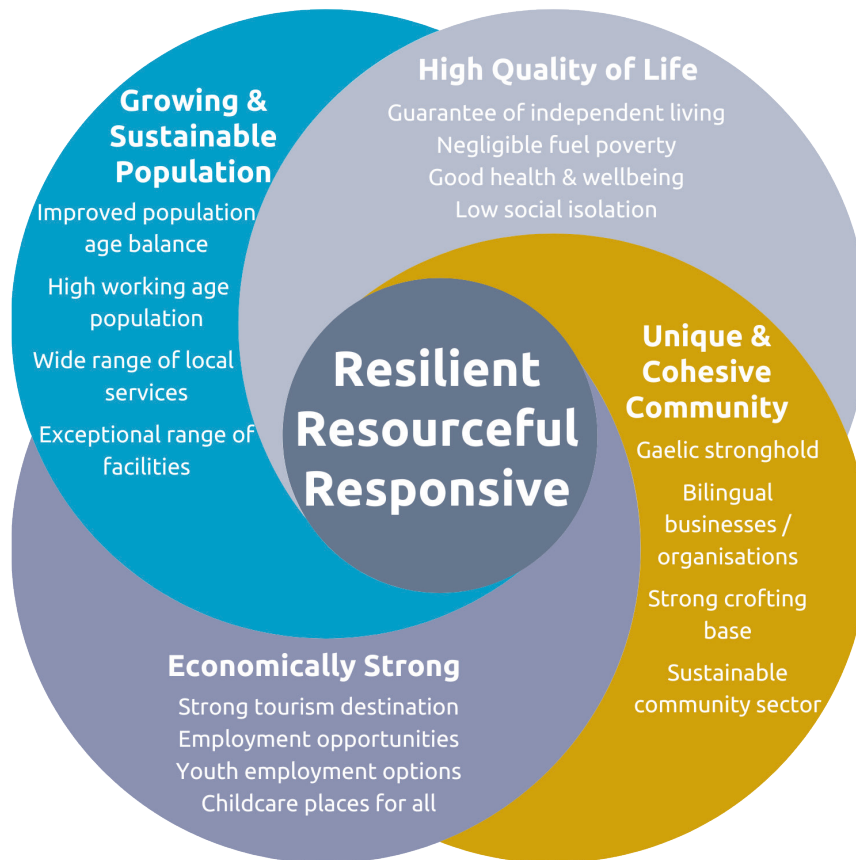 Growing &
Sustainable
Population
Improved population
age balance
High working age
population
Wide range of local
services
Exceptional range of
facilities
High Quality of Life
Guarantee of independent living
Negligible fuel poverty
Good health & wellbeing
Low social isolation
Resilient
Resourceful
Responsive
Unique &
Cohesive
Community
Gaelic stronghold
Bilingual
businesses /
organisations
Strong crofting
base
Sustainable
community sector
Economically Strong
Strong tourism destination
Employment opportunities
Youth employment options
Childcare places for all